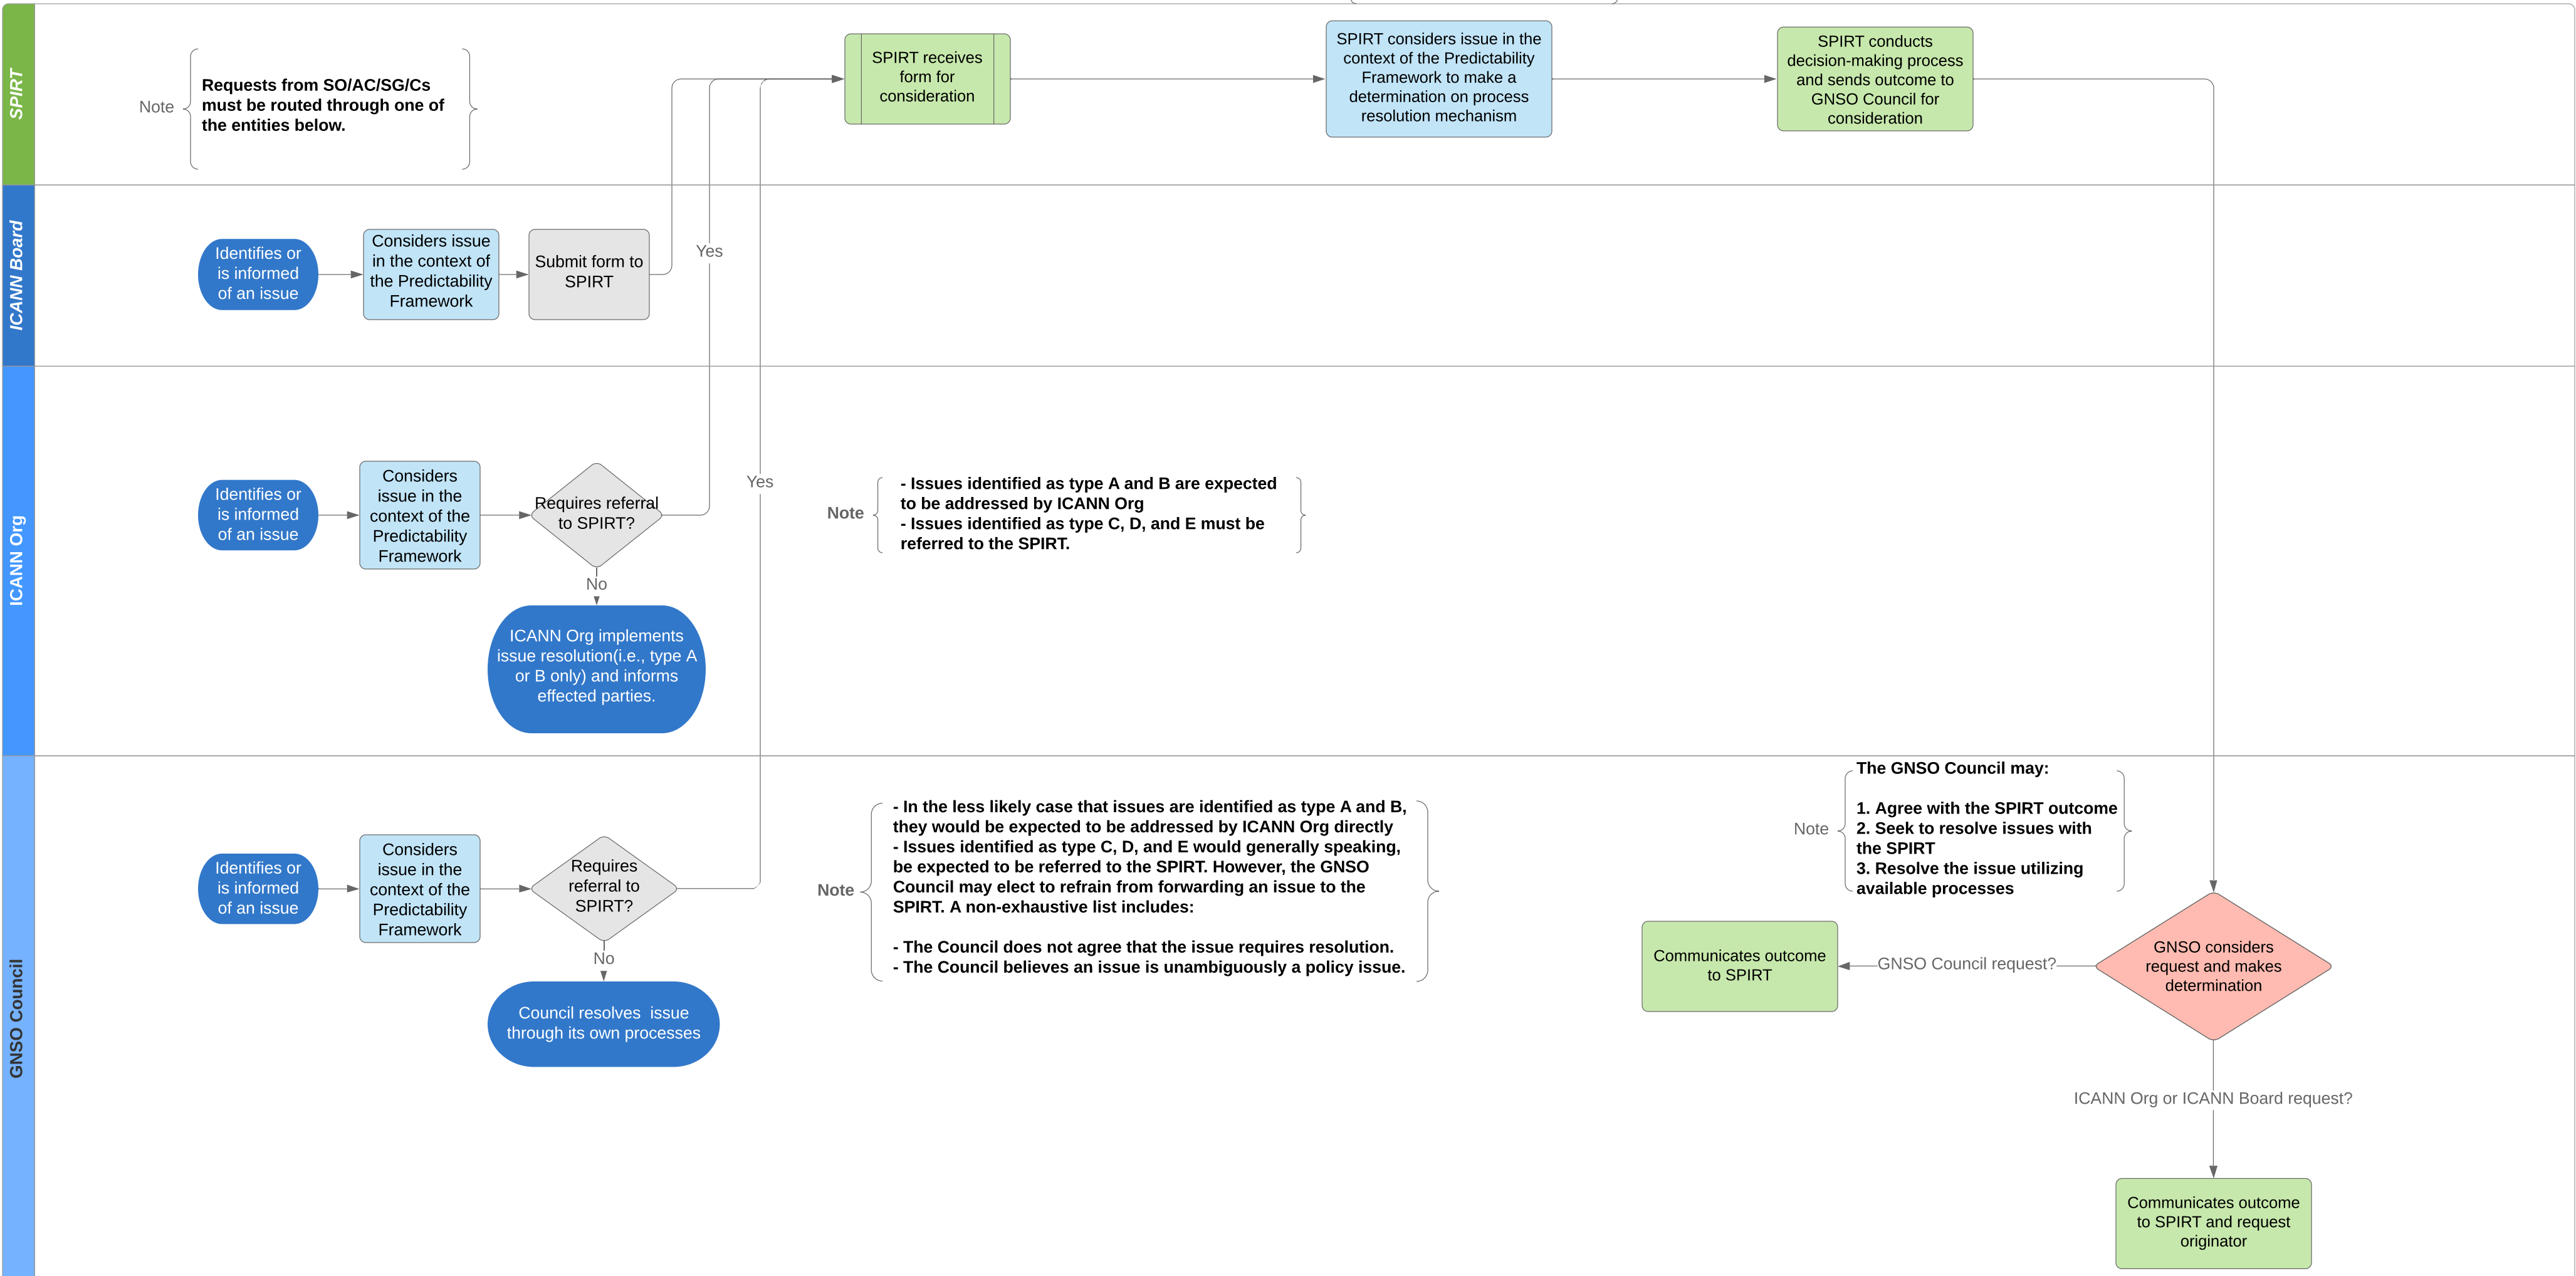 SPIRT
Note
Requests from SO/AC/SG/Cs
must be routed through one of
the entities below.
SPIRT receives
form for
consideration
SPIRT considers issue in the
context of the Predictability
Framework to make a
determination on process
resolution mechanism
SPIRT conducts
decision-making process
and sends outcome to
GNSO Council for
consideration
ICANN Board
Identifies or
is informed
of an issue
Considers issue
in the context of
the Predictability
Framework
Submit form to
SPIRT
Yes
ICANN Org
Identifies or
is informed
of an issue
Considers
issue in the
context of the
Predictability
Framework
Requires referral
to SPIRT?
No
ICANN Org implements
issue resolution(i.e., type A
or B only) and informs
effected parties.
Yes
Note
- Issues identified as type A and B are expected
to be addressed by ICANN Org
- Issues identified as type C, D, and E must be
referred to the SPIRT.
GNSO Council
Identifies or
is informed
of an issue
Considers
issue in the
context of the
Predictability
Framework
Requires
referral to
SPIRT?
No
Council resolves  issue
through its own processes
Note
- In the less likely case that issues are identified as type A and B,
they would be expected to be addressed by ICANN Org directly
- Issues identified as type C, D, and E would generally speaking,
be expected to be referred to the SPIRT. However, the GNSO
Council may elect to refrain from forwarding an issue to the
SPIRT. A non-exhaustive list includes:
- The Council does not agree that the issue requires resolution.
- The Council believes an issue is unambiguously a policy issue.
Note
The GNSO Council may:
1. Agree with the SPIRT outcome
2. Seek to resolve issues with
the SPIRT
3. Resolve the issue utilizing
available processes
GNSO considers
request and makes
determination
GNSO Council request?
Communicates outcome
to SPIRT
ICANN Org or ICANN Board request?
Communicates outcome
to SPIRT and request
originator